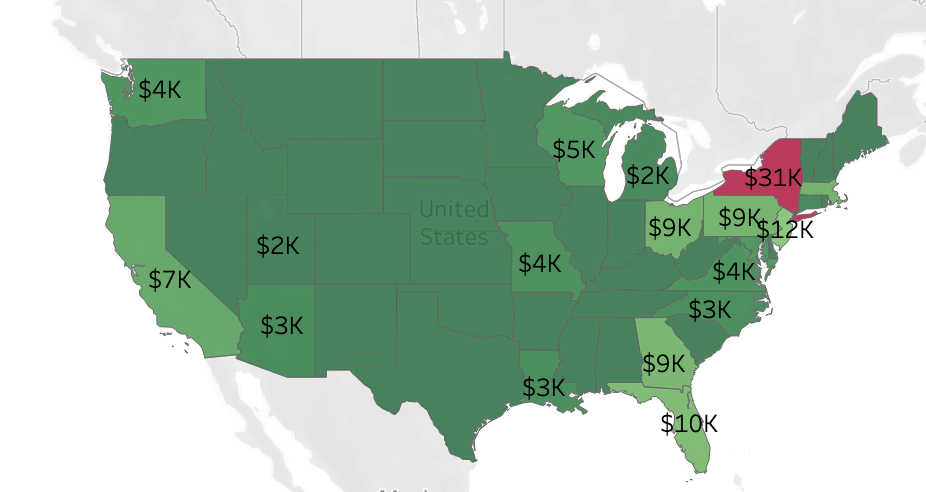 $4K
$5K
$2K
$31K
United
States
$9K
$9K
$12K
$2K
$4K
$4K
$7K
$3K
$3K
$9K
$3K
$10K